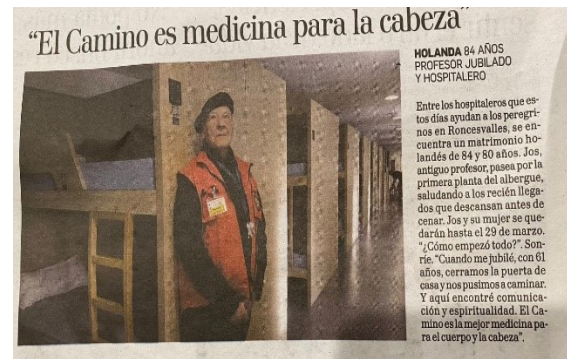 “El Camino es medicina para la cabeza”
HOLANDA 84 AÑOS
PROFESOR JUBILADO
Y HOSPITALERO
Entre los hospitaleros que es-
tos días ayudan a los peregri-
nos en Roncesvalles, se en-
cuentra un matrimonio ho-
landés de 84 y 80 años. Jos,
antiguo profesor, pasea por la
primera planta del albergue,
saludando a los recién llega-
dos que descansan antes de
cenar. Jos y su mujer se que-
darán hasta el 29 de marzo.
“¿Cómo empezó todo?”. Son-
ríe. “Cuando me jubilé, con 61
años, cerramos la puerta de
casa y nos pusimos a caminar.
Y aquí encontré comunica-
ción y espiritualidad. El Ca-
mino es la mejor medicina pa-
ra el cuerpo y la cabeza”.